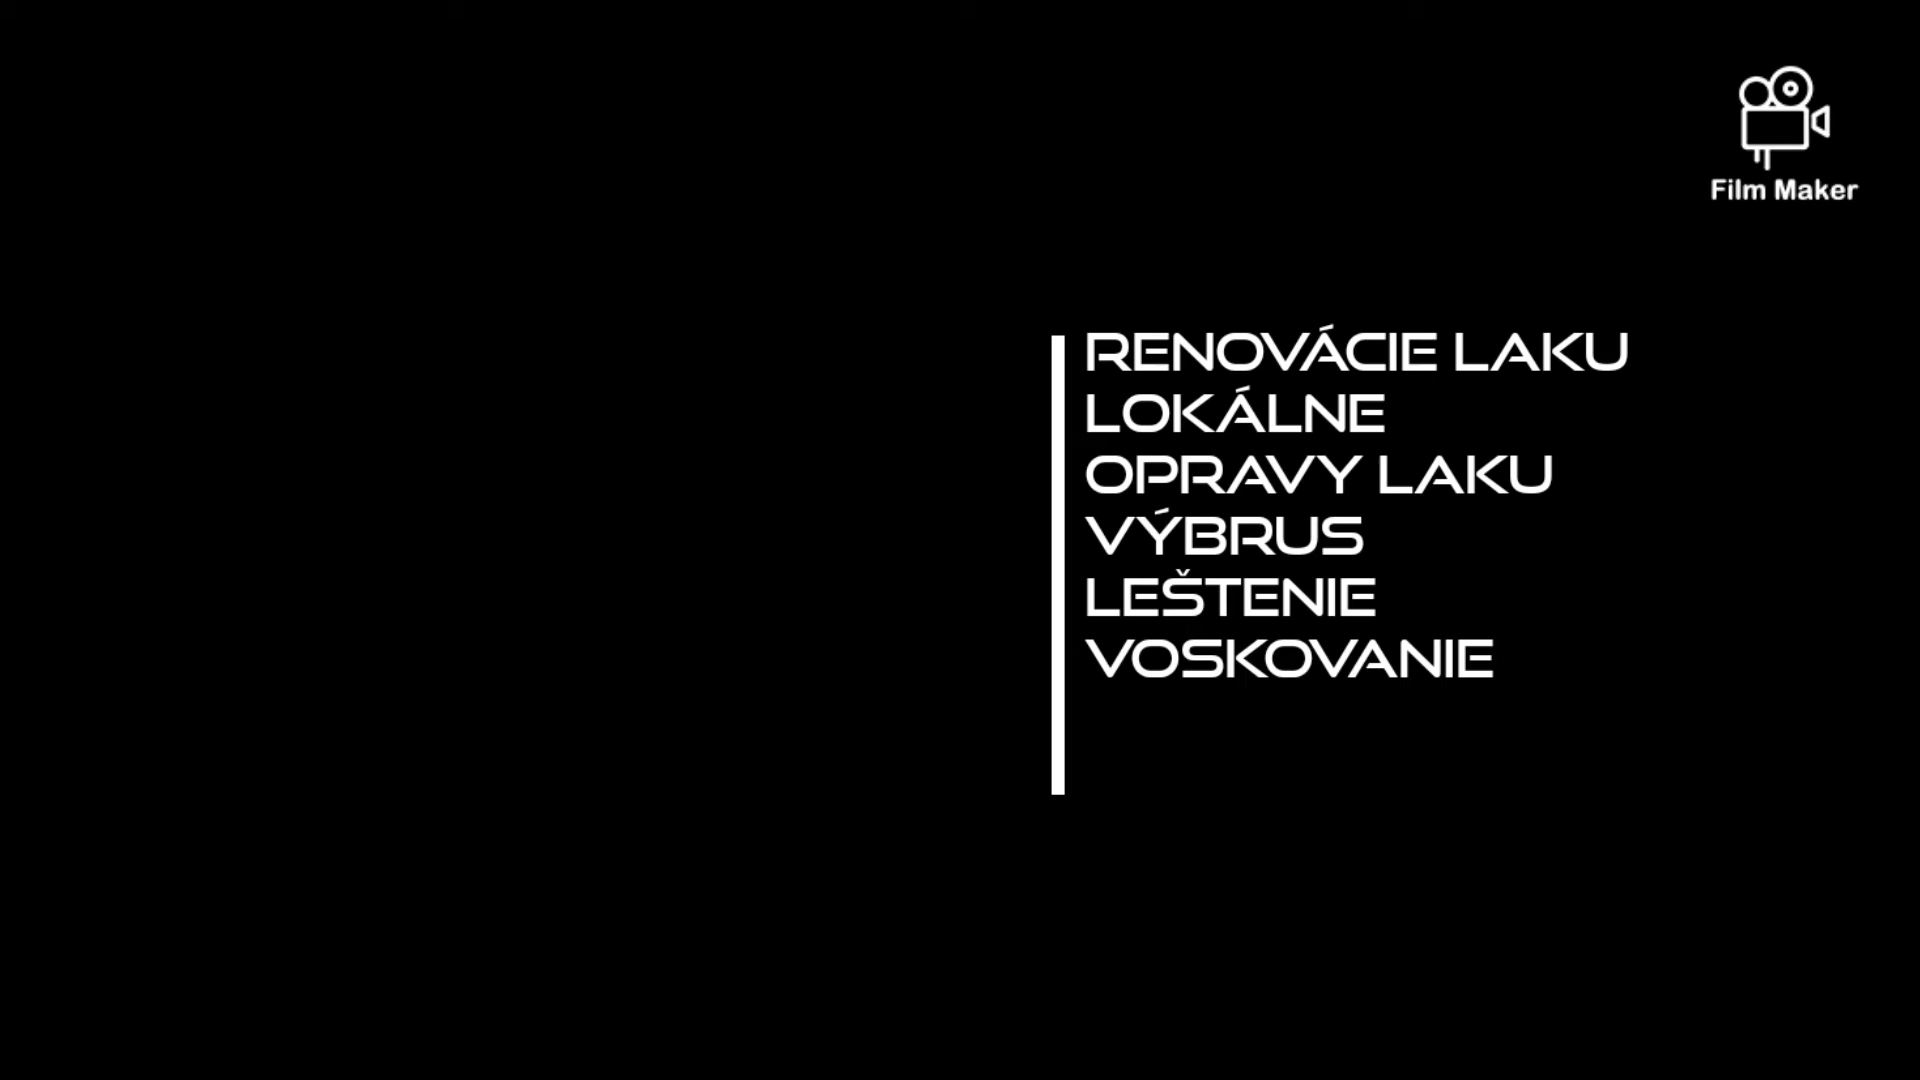 Film Maker
RENOVÁCIE LAKU
LOKÁLNE
OPRAVY LAKU
VÝBRUS
LEŠTENIE
VOSKOVANIE